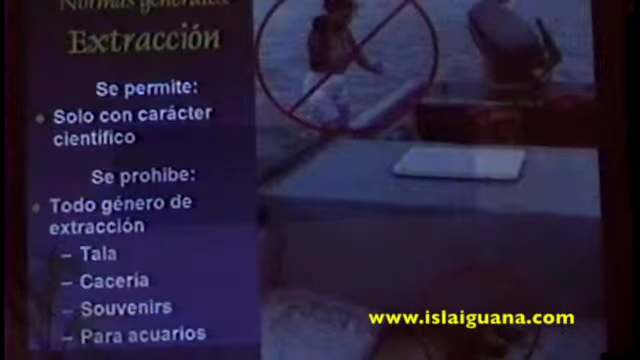 Normas generales
Extracción
Se permite:
Solo con carácter
científico
Se prohibe:
Todo género de
extracción
– Tala
– Cacería
– Souvenirs
– Para acuarios
www.islaiguana.com